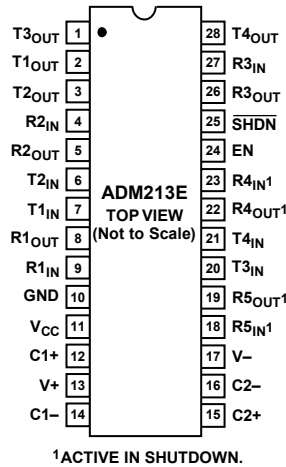 T3OUT 1 28 T4OUT
T1OUT 2 27 R3IN
T2OUT 3 26 R3OUT
R2IN 4 25 SHDN
R2OUT 5 24 EN
T2IN 6 23 R4IN1
T1IN 7 22 R4OUT1
R1OUT 8 21 T4IN
R1IN 9 20 T3IN
GND 10 19 R5OUT1
VCC 11 18 R5IN1
C1+ 12 17 V–
V+ 13 16 C2–
C1– 14 15 C2+
ADM213E
TOP VIEW
(Not to Scale)
1ACTIVE IN SHUTDOWN.